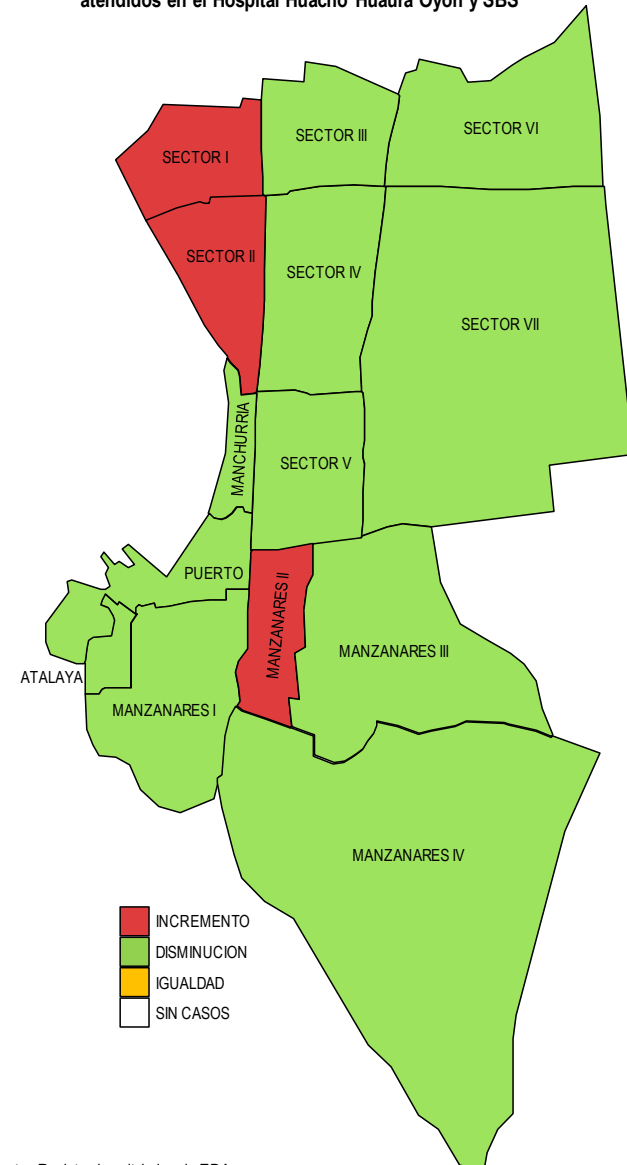 atendidos en el Hospital Huacho Huaura Oyon y SBS
SECTOR III
SECTOR VI
SECTOR I
SECTOR II
SECTOR IV
SECTOR VII
MANCHURRIA
SECTOR V
PUERTO
MANZANARES II
MANZANARES III
ATALAYA
MANZANARES I
MANZANARES IV
INCREMENTO
DISMINUCION
IGUALDAD
SIN CASOS